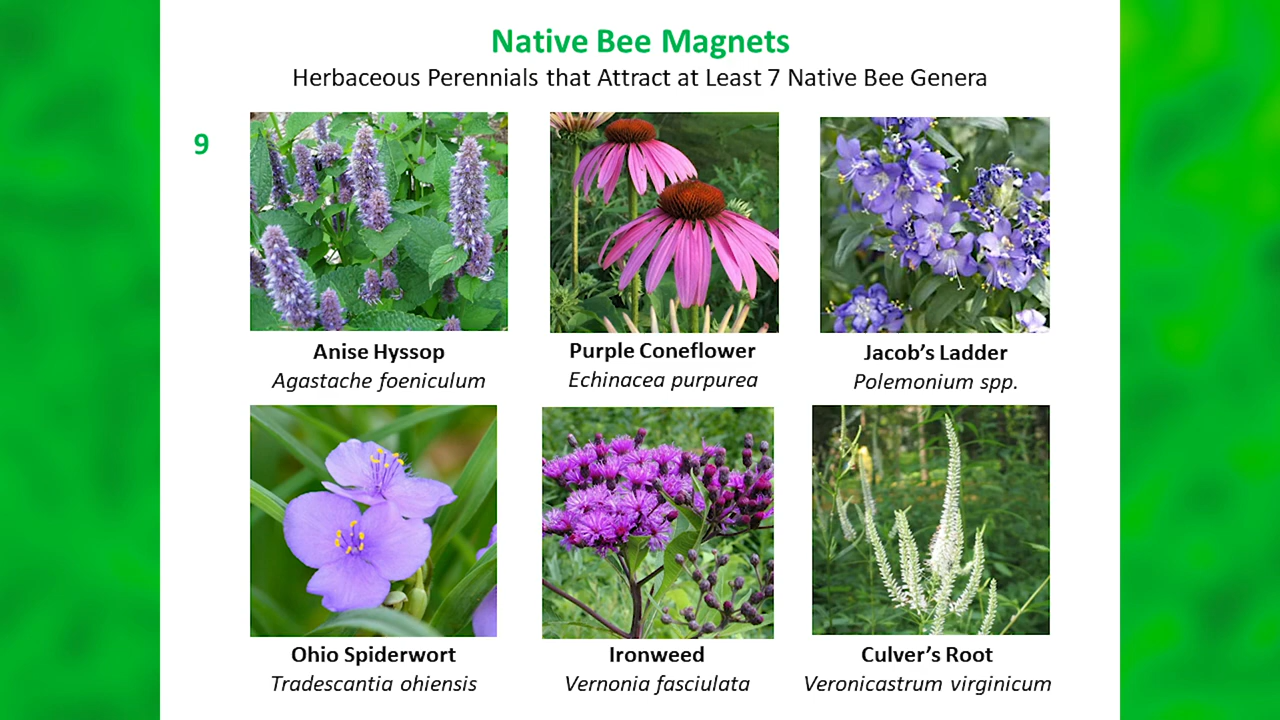 Native Bee Magnets
Herbaceous Perennials that Attract at Least 7 Native Bee Genera
9
Anise Hyssop
Agastache foeniculum
Purple Coneflower
Echinacea purpurea
Jacob’s Ladder
Polemonium spp.
Ohio Spiderwort
Tradescantia ohiensis
Ironweed
Vernonia fasciulata
Culver’s Root
Veronicastrum virginicum